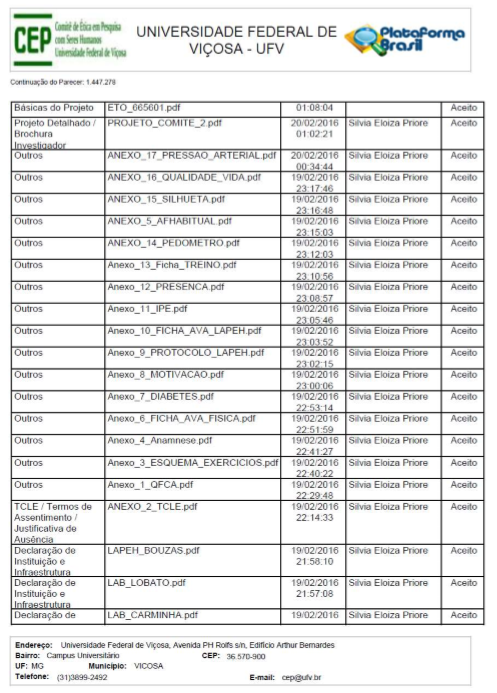 CEP
Comitê de Ética em Pesquisa
com Seres Humanos
Universidade Federal de Viçosa
UNIVERSIDADE FEDERAL DE
VIÇOSA - UFV
Plataforma
Brasil
Continuação do Parecer: 1.447.278
Básicas do Projeto ETO_665601.pdf 01:08:04 Aceito
Projeto Detalhado / PROJETO_COMITE_2.pdf 20/02/2016 Silvia Eloiza Priore Aceito
Brochura 01:02:21
Investigador
Outros ANEXO_17_PRESSAO_ARTERIAL.pdf 20/02/2016 Silvia Eloiza Priore Aceito
00:34:44
Outros ANEXO_16_QUALIDADE_VIDA.pdf 19/02/2016 Silvia Eloiza Priore Aceito
23:17:46
Outros ANEXO_15_SILHUETA.pdf 19/02/2016 Silvia Eloiza Priore Aceito
23:16:48
Outros ANEXO_5_AFHABITUAL.pdf 19/02/2016 Silvia Eloiza Priore Aceito
23:15:03
Outros ANEXO_14_PEDOMETRO.pdf 19/02/2016 Silvia Eloiza Priore Aceito
23:12:03
Outros Anexo_13_Ficha_TREINO.pdf 19/02/2016 Silvia Eloiza Priore Aceito
23:10:56
Outros Anexo_12_PRESENCA.pdf 19/02/2016 Silvia Eloiza Priore Aceito
23:08:57
Outros Anexo_11_IPE.pdf 19/02/2016 Silvia Eloiza Priore Aceito
23:05:46
Outros Anexo_10_FICHA_AVA_LAPEH.pdf 19/02/2016 Silvia Eloiza Priore Aceito
23:03:52
Outros Anexo_9_PROTOCOLO_LAPEH.pdf 19/02/2016 Silvia Eloiza Priore Aceito
23:02:15
Outros Anexo_8_MOTIVACAO.pdf 19/02/2016 Silvia Eloiza Priore Aceito
23:00:06
Outros Anexo_7_DIABETES.pdf 19/02/2016 Silvia Eloiza Priore Aceito
22:53:14
Outros Anexo_6_FICHA_AVA_FISICA.pdf 19/02/2016 Silvia Eloiza Priore Aceito
22:51:59
Outros Anexo_4_Anamnese.pdf 19/02/2016 Silvia Eloiza Priore Aceito
22:41:27
Outros Anexo_3_ESQUEMA_EXERCICIOS.pdf 19/02/2016 Silvia Eloiza Priore Aceito
22:40:22
Outros Anexo_1_QFCA.pdf 19/02/2016 Silvia Eloiza Priore Aceito
22:29:48
TCLE / Termos de ANEXO_2_TCLE.pdf 19/02/2016 Silvia Eloiza Priore Aceito
Assentimento / 22:14:33
Justificativa de
Ausência
Declaração de LAPEH_BOUZAS.pdf 19/02/2016 Silvia Eloiza Priore Aceito
Instituição e 21:58:10
Infraestrutura
Declaração de LAB_LOBATO.pdf 19/02/2016 Silvia Eloiza Priore Aceito
Instituição e 21:57:08
Infraestrutura
Declaração de LAB_CARMINHA.pdf 19/02/2016 Silvia Eloiza Priore Aceito
Endereço: Universidade Federal de Viçosa, Avenida PH Rolfs s/n, Edifício Arthur Bernardes
Bairro: Campus Universitário CEP: 36.570-900
UF: MG Município: VICOSA
Telefone: (31)3899-2492 E-mail: cep@ufv.br